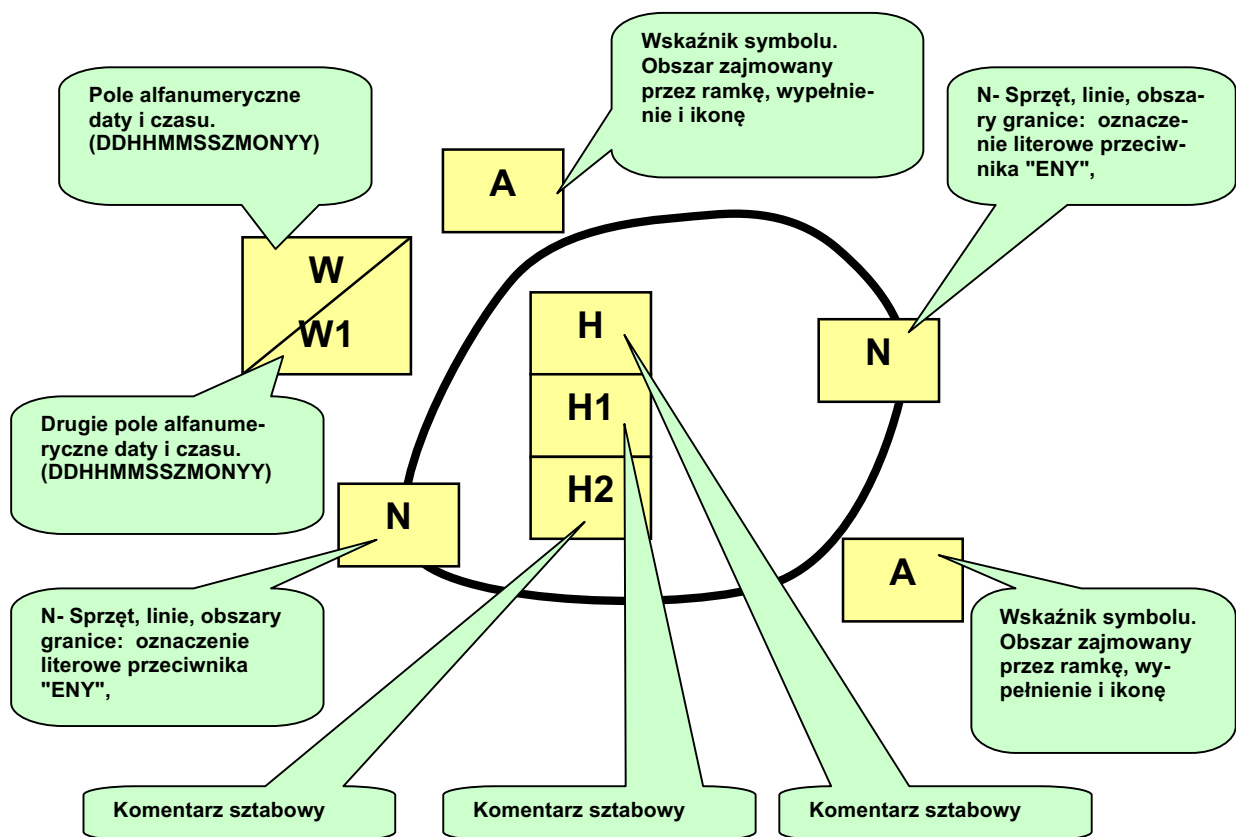 Wskaźnik symbolu.
Obszar zajmowany
przez ramkę, wypełnie-
nie i ikonę
Pole alfanumeryczne
daty i czasu.
(DDHHMMSSZMONYY)
N- Sprzęt, linie, obsza-
ry granice:  oznacze-
nie literowe przeciw-
nika "ENY",
A
W
W1
H
H1
H2
N
Drugie pole alfanume-
ryczne daty i czasu.
(DDHHMMSSZMONYY)
N
A
N- Sprzęt, linie, obszary
granice:  oznaczenie
literowe przeciwnika
"ENY",
Wskaźnik symbolu.
Obszar zajmowany
przez ramkę, wy-
pełnienie i ikonę
Komentarz sztabowy
Komentarz sztabowy
Komentarz sztabowy